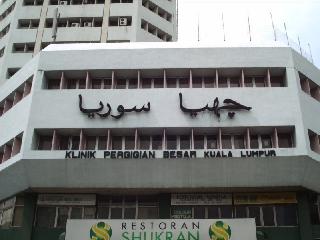 جهيا سوريا
KLINIK PERGIGIAN BESAR KUALA LUMPUR
RESTORAN
SHUKRAN